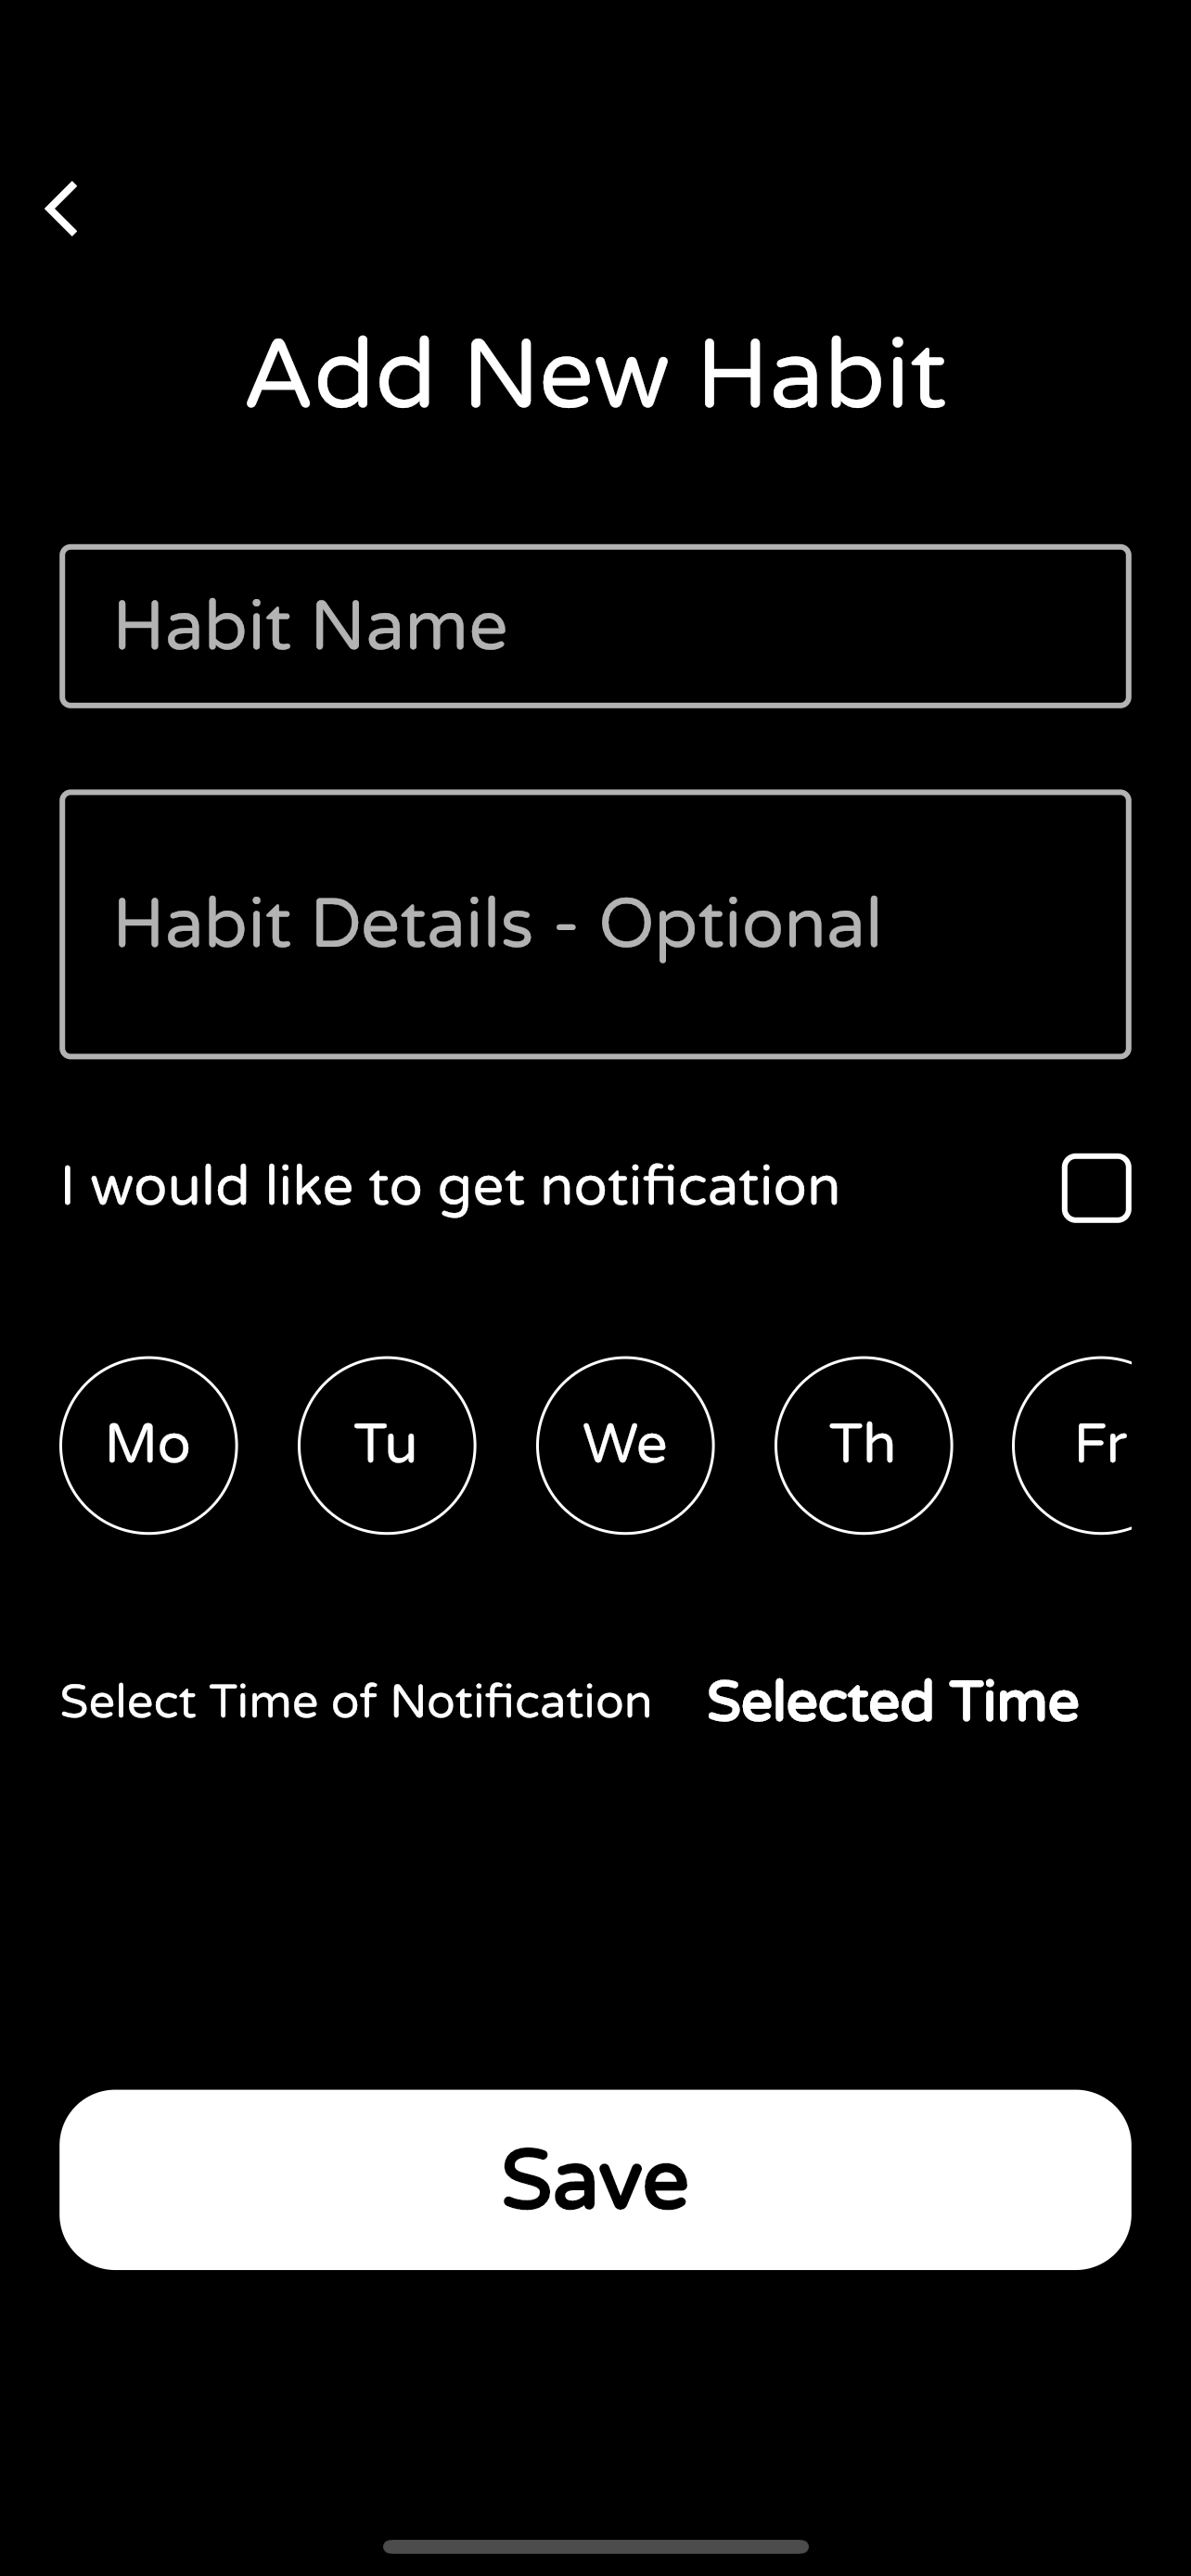 Add New Habit
Habit Name
Habit Details - Optional
I would like to get notification
Mo Tu We Th Fr
Select Time of Notification Selected Time
Save